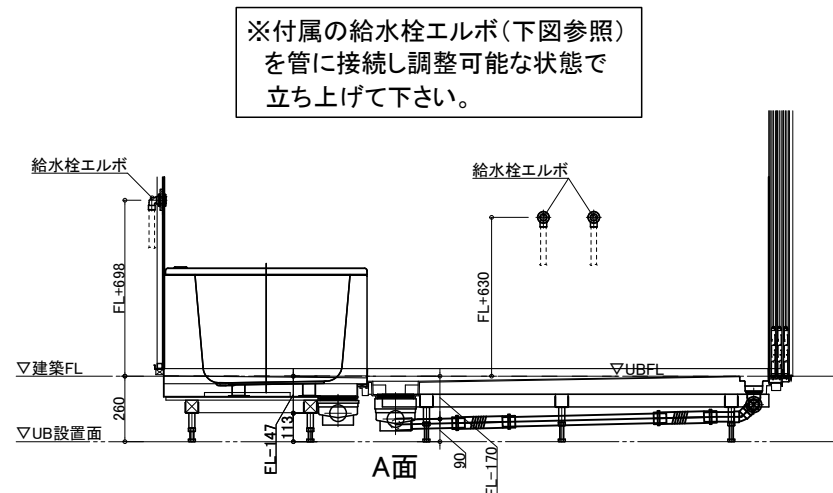 ※付属の給水栓エルボ(下図参照)
を管に接続し調整可能な状態で
立ち上げて下さい。
給水栓エルボ
給水栓エルボ
FL+698
FL+630
▽建築FL
▽UBFL
260
▽UB設置面
FL-147
113
A面
90
FL-170